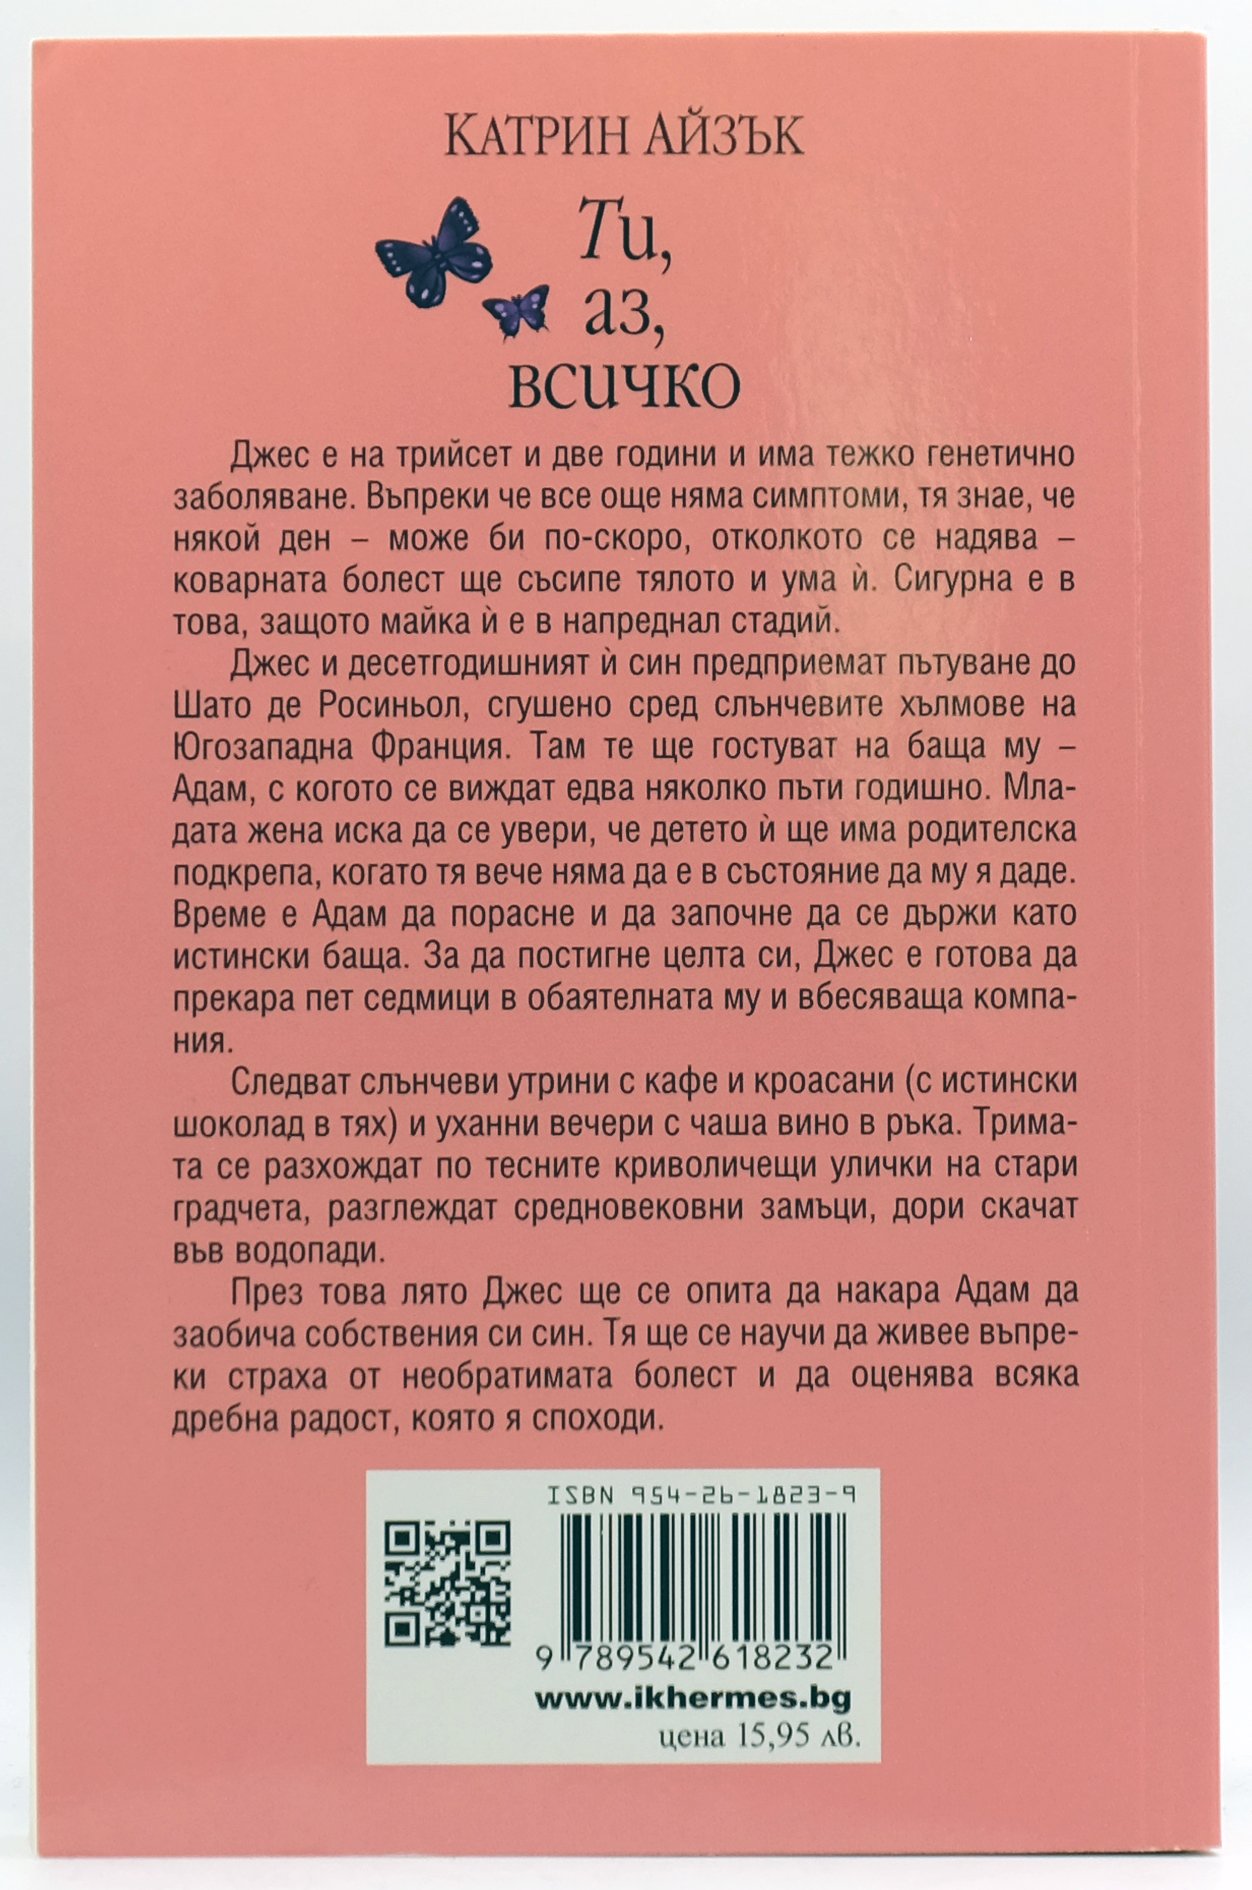 КАТРИН АЙЗЪК
Ти,
аз,
всичко
Джес е на трийсет и две години и има тежко генетично
заболяване. Въпреки че все още няма симптоми, тя знае, че
някой ден – може би по-скоро, отколкото се надява –
коварната болест ще съсипе тялото и ума ѝ. Сигурна е в
това, защото майка ѝ е в напреднал стадий.
Джес и десетгодишният ѝ син предприемат пътуване до
Шато де Росиньол, сгушено сред слънчевите хълмове на
Югозападна Франция. Там те ще гостуват на баща му –
Адам, с когото се виждат едва няколко пъти годишно. Мла-
дата жена иска да се увери, че детето ѝ ще има родителска
подкрепа, когато тя вече няма да е в състояние да му я даде.
Време е Адам да порасне и да започне да се държи като
истински баща. За да постигне целта си, Джес е готова да
прекара пет седмици в обаятелната му и вбесяваща компа-
ния.
Следват слънчеви утрини с кафе и кроасани (с истински
шоколад в тях) и уханни вечери с чаша вино в ръка. Трима-
та се разхождат по тесните криволичещи улички на стари
градчета, разглеждат средновековни замъци, дори скачат
във водопади.
През това лято Джес ще се опита да накара Адам да
заобича собствения си син. Тя ще се научи да живее въпре-
ки страха от необратимата болест и да оценява всяка
дребна радост, която я споходи.
ISBN 954-26-1823-9
9 789542 618232
www.ikhermes.bg
цена 15,95 лв.